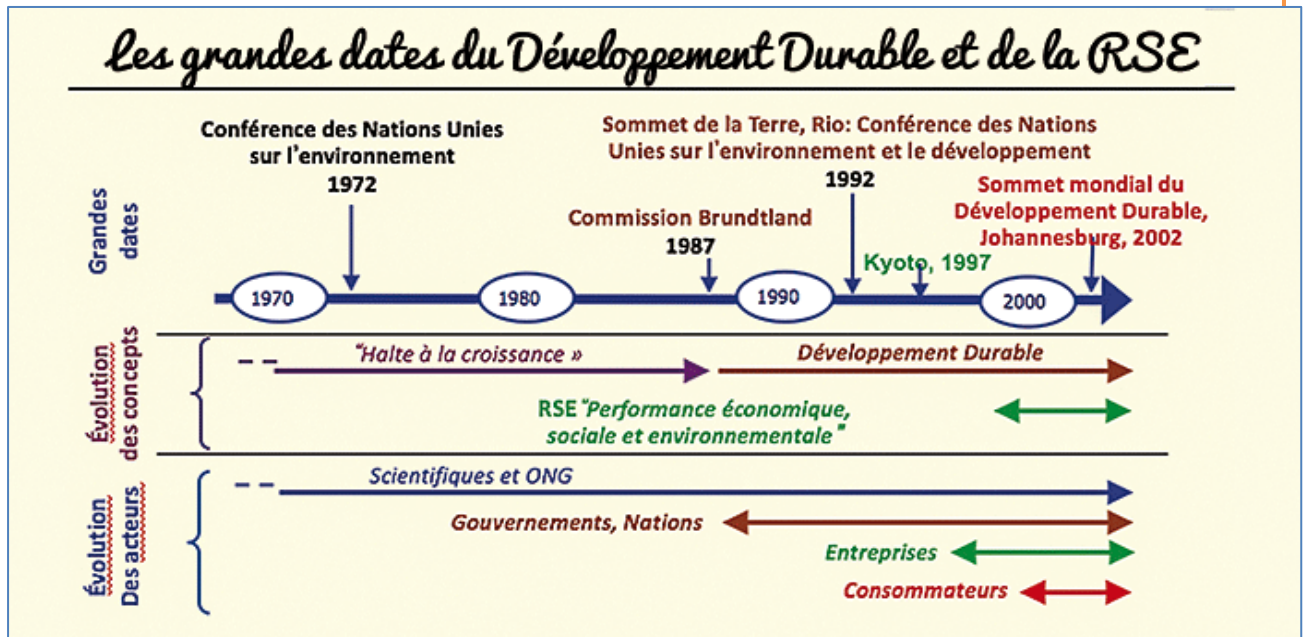 Les grandes dates du Développement Durable et de la RSE
Conférence des Nations Unies
sur l'environnement
1972
Sommet de la Terre, Rio: Conférence des Nations
Unies sur l'environnement et le développement
1992
Commission Brundtland
1987
Kyoto, 1997
Sommet mondial du
Développement Durable,
Johannesburg, 2002
Grandes
dates
1970
1980
1990
2000
Évolution
des concepts
"Halte à la croissance »
Développement Durable
RSE "Performance économique,
sociale et environnementale"
Évolution
Des acteurs
Scientifiques et ONG
Gouvernements, Nations
Entreprises
Consommateurs